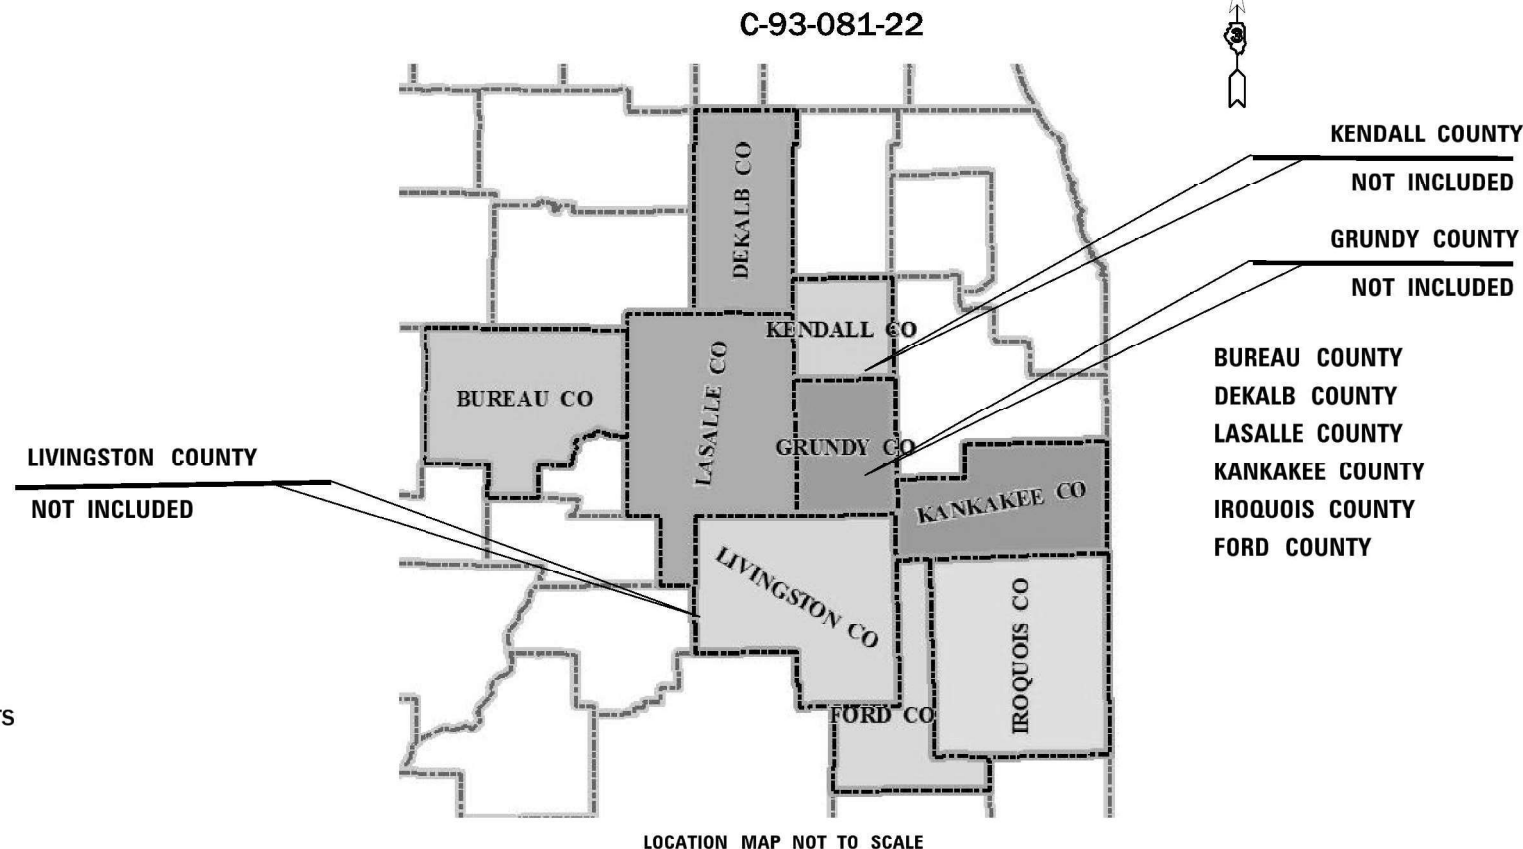 C-93-081-22
3
KENDALL COUNTY
NOT INCLUDED
GRUNDY COUNTY
NOT INCLUDED
BUREAU COUNTY
DEKALB COUNTY
LASALLE COUNTY
KANKAKEE COUNTY
IROQUOIS COUNTY
FORD COUNTY
DEKALB CO
KENDALL CO
BUREAU CO
LASALLE CO
GRUNDY CO
KANKAKEE CO
LIVINGSTON CO
IROQUOIS CO
FORD CO
LIVINGSTON COUNTY
NOT INCLUDED
LOCATION MAP NOT TO SCALE